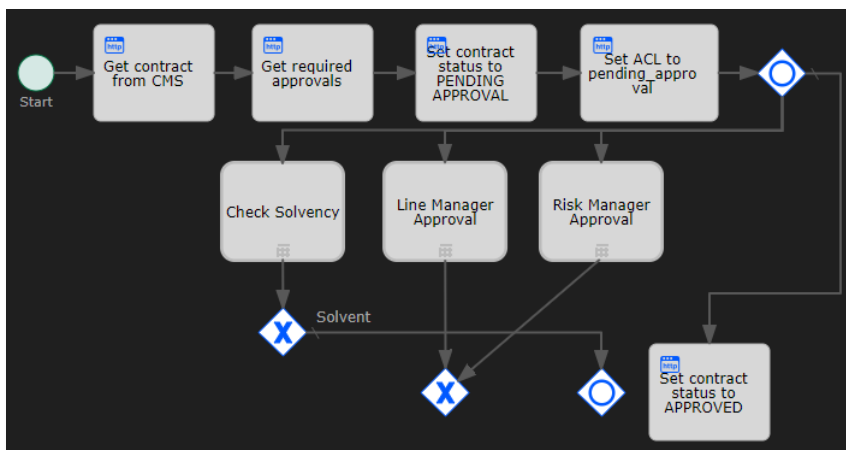 http
Get contract
from CMS
http
Get required
approvals
http
Set contract
status to
PENDING
APPROVAL
http
Set ACL to
pending_appro
val
Start
Check Solvency
Line Manager
Approval
Risk Manager
Approval
X
Solvent
X
http
Set contract
status to
APPROVED